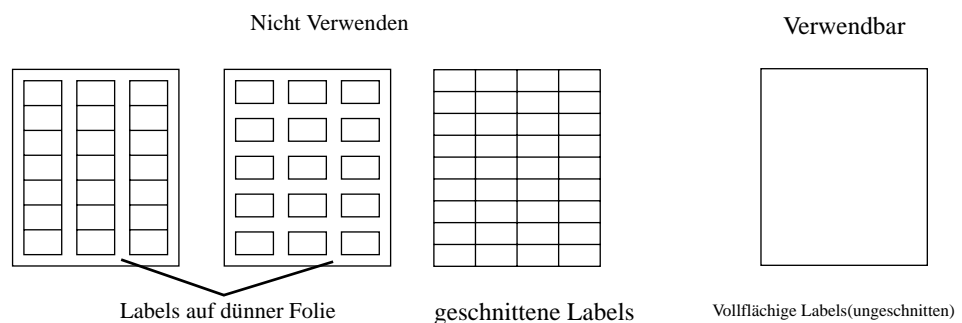 Nicht Verwenden
Verwendbar
Labels auf dünner Folie
geschnittene Labels
Vollflächige Labels(ungeschnitten)